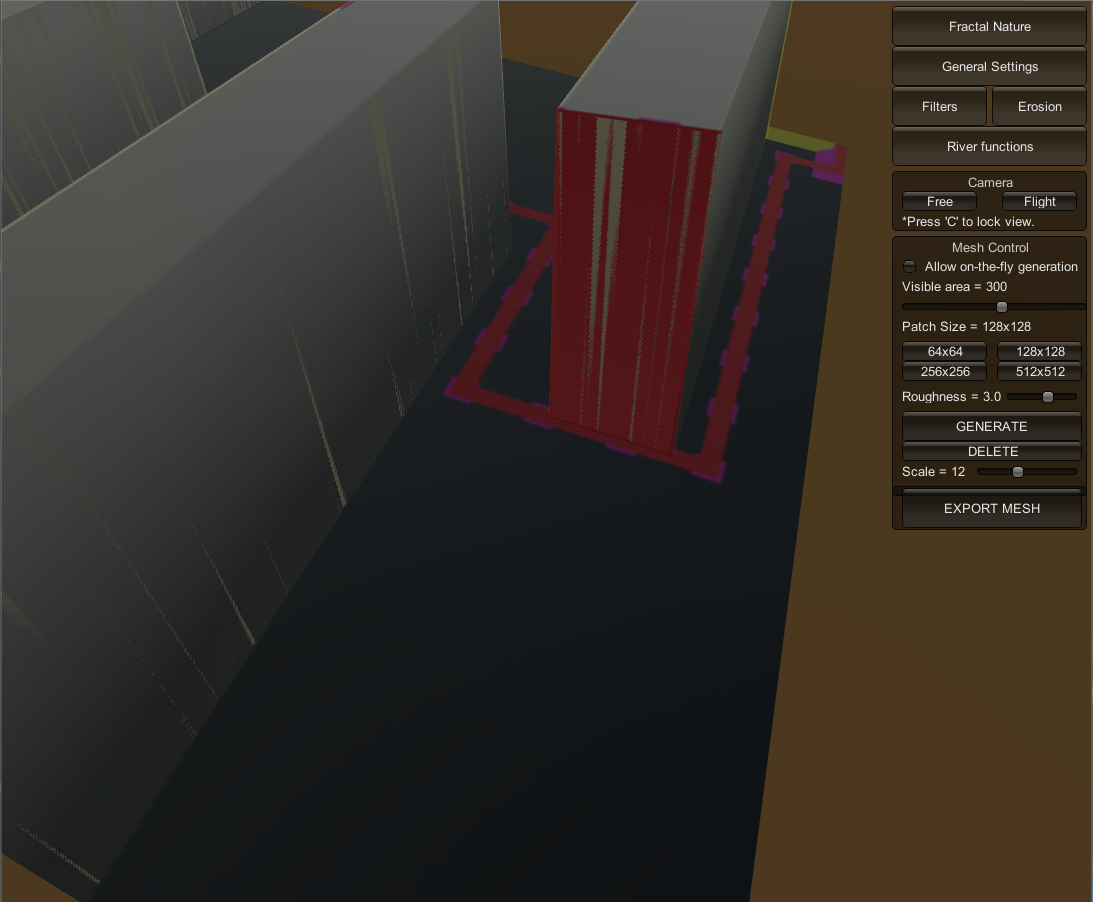 Fractal Nature
General Settings
Filters Erosion
River functions
Camera
Free Flight
*Press 'C' to lock view.
Mesh Control
Allow on-the-fly generation
Visible area = 300
Patch Size = 128x128
64x64 128x128
256x256 512x512
Roughness = 3.0
GENERATE
DELETE
Scale = 12
EXPORT MESH